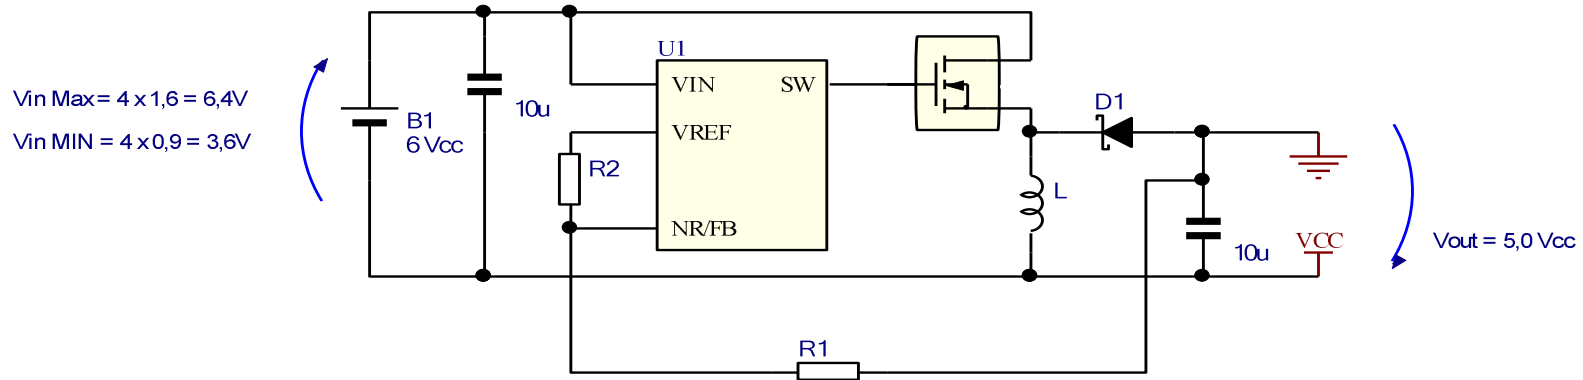 Vin Max = 4 x 1,6 = 6,4V
Vin MIN = 4 x 0,9 = 3,6V
B1
6 Vcc
10u
U1
VIN
SW
VREF
NR/FB
R2
D1
L
10u
VCC
Vout = 5,0 Vcc
R1